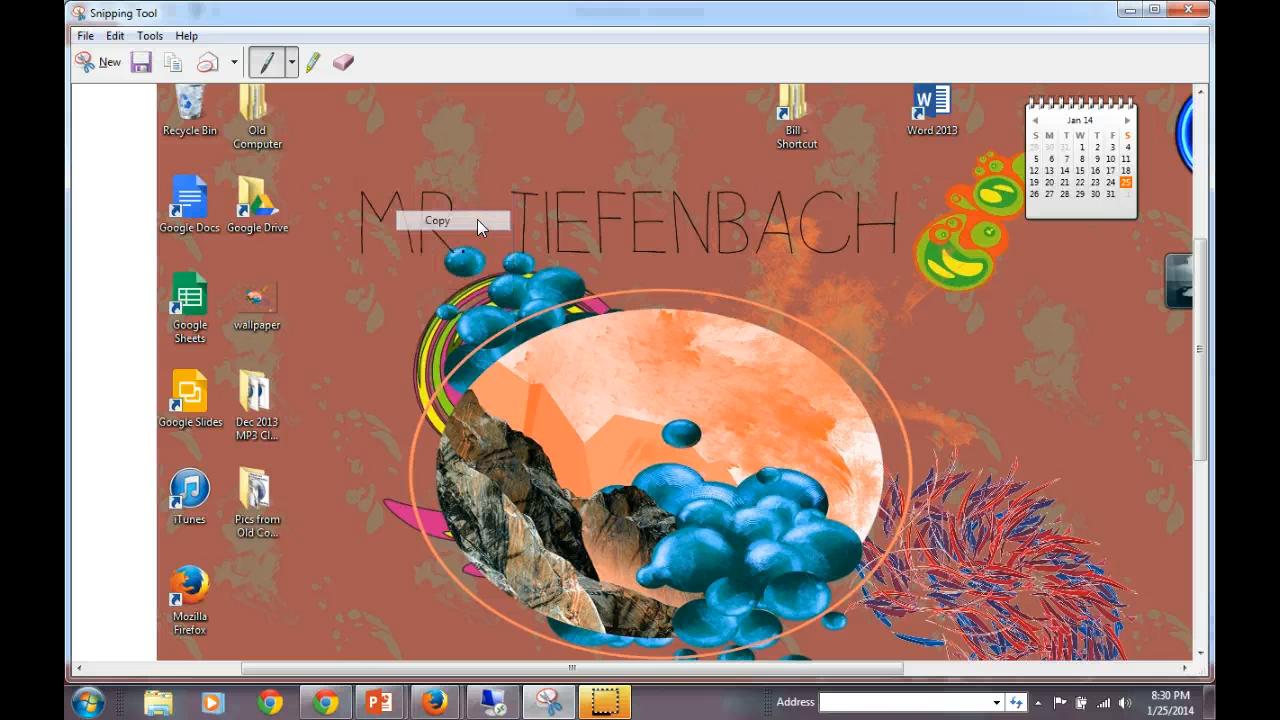 Snipping Tool
File Edit Tools Help
New
Recycle Bin
Old
Computer
Bill -
Shortcut
Word 2013
Jan 14
S M T W T F S
29 30 31 1 2 3 4
5 6 7 8 9 10 11
12 13 14 15 16 17 18
19 20 21 22 23 24 25
26 27 28 29 30 31 1
MR. TIEFENBACH
Copy
Google Docs
Google Drive
Google
Sheets
wallpaper
Google Slides
Dec 2013
MP3 Cl...
iTunes
Pics from
Old Co...
Mozilla
Firefox
Address
8:30 PM
1/25/2014